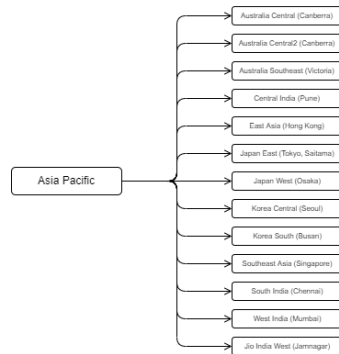 Australia Central (Canberra)
Australia Central2 (Canberra)
Australia Southeast (Victoria)
Central India (Pune)
East Asia (Hong Kong)
Japan East (Tokyo, Saitama)
Asia Pacific
Japan West (Osaka)
Korea Central (Seoul)
Korea South (Busan)
Southeast Asia (Singapore)
South India (Chennai)
West India (Mumbai)
Jio India West (Jamnagar)